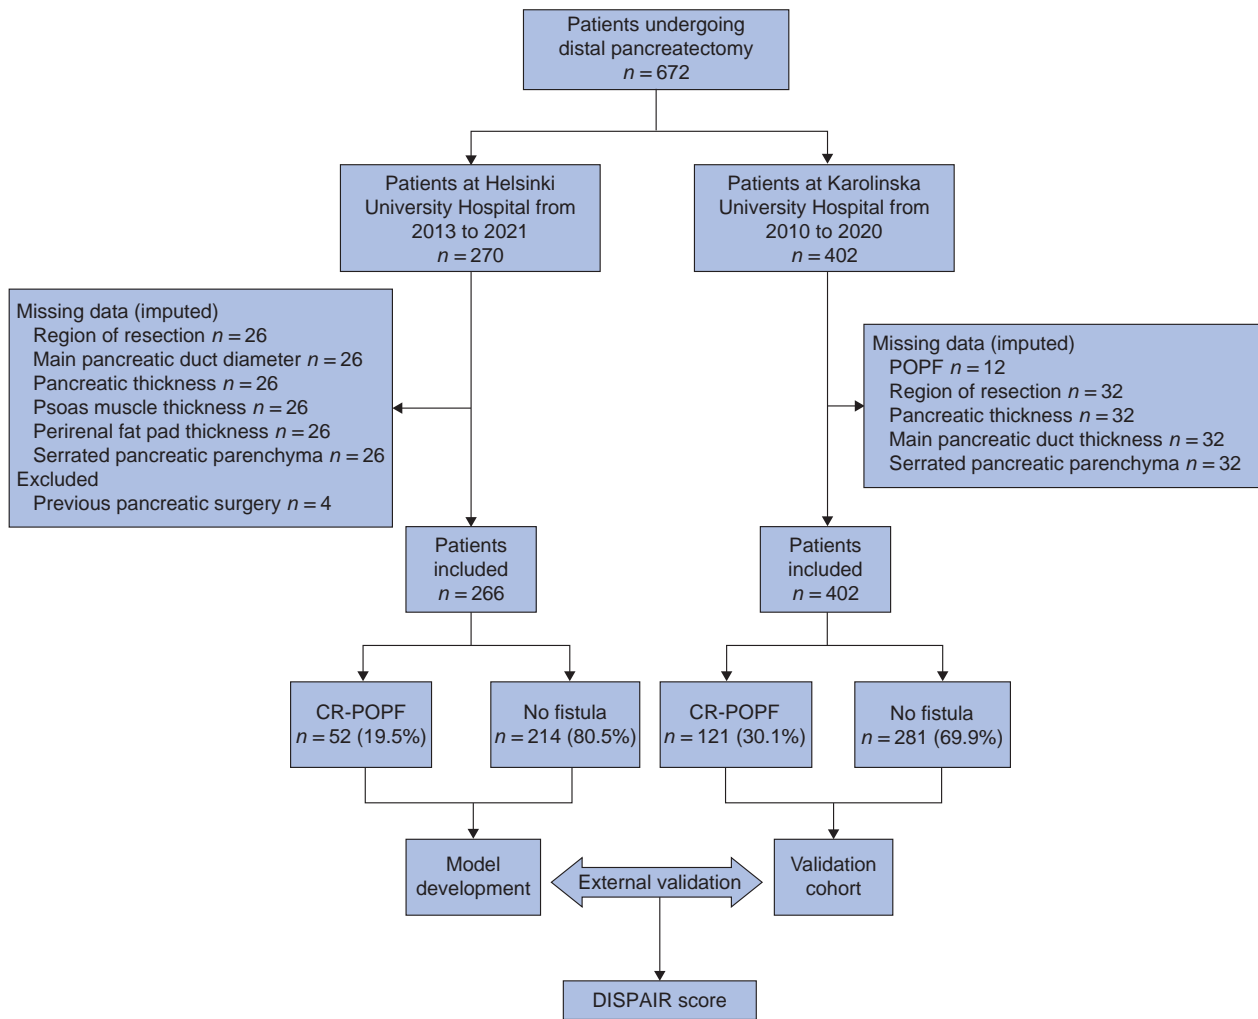 Patients undergoing
distal pancreatectomy
n = 672
Patients at Helsinki
University Hospital from
2013 to 2021
n = 270
Patients at Karolinska
University Hospital from
2010 to 2020
n = 402
Missing data (imputed)
Region of resection n = 26
Main pancreatic duct diameter n = 26
Pancreatic thickness n = 26
Psoas muscle thickness n = 26
Perirenal fat pad thickness n = 26
Serrated pancreatic parenchyma n = 26
Excluded
Previous pancreatic surgery n = 4
Missing data (imputed)
POPF n = 12
Region of resection n = 32
Pancreatic thickness n = 32
Main pancreatic duct thickness n = 32
Serrated pancreatic parenchyma n = 32
Patients
included
n = 266
Patients
included
n = 402
CR-POPF
n = 52 (19.5%)
No fistula
n = 214 (80.5%)
CR-POPF
n = 121 (30.1%)
No fistula
n = 281 (69.9%)
Model
development
External validation
Validation
cohort
DISPAIR score